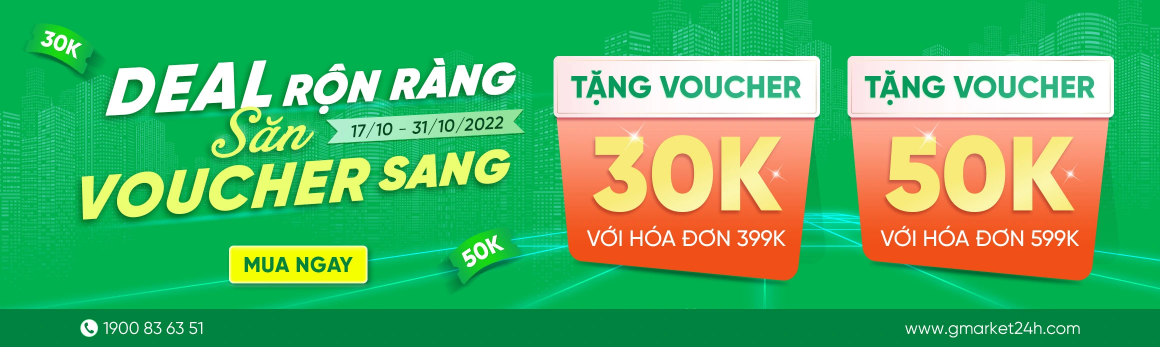 30K
DEAL RỘN RÀNG
Săn
17/10 - 31/10/2022
VOUCHER SANG
MUA NGAY
50K
TẶNG VOUCHER
30K
VỚI HÓA ĐƠN 399K
TẶNG VOUCHER
50K
VỚI HÓA ĐƠN 599K
1900 83 63 51
www.gmarket24h.com